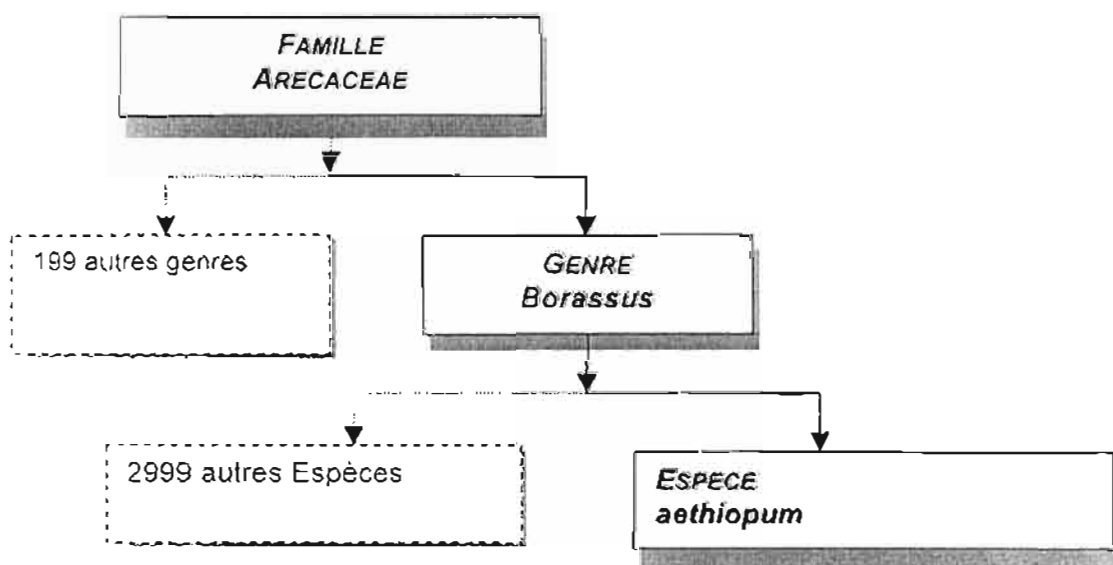 FAMILLE
ARECACEAE
199 autres genres
GENRE
Borassus
2999 autres Espèces
ESPECE
aethiopum